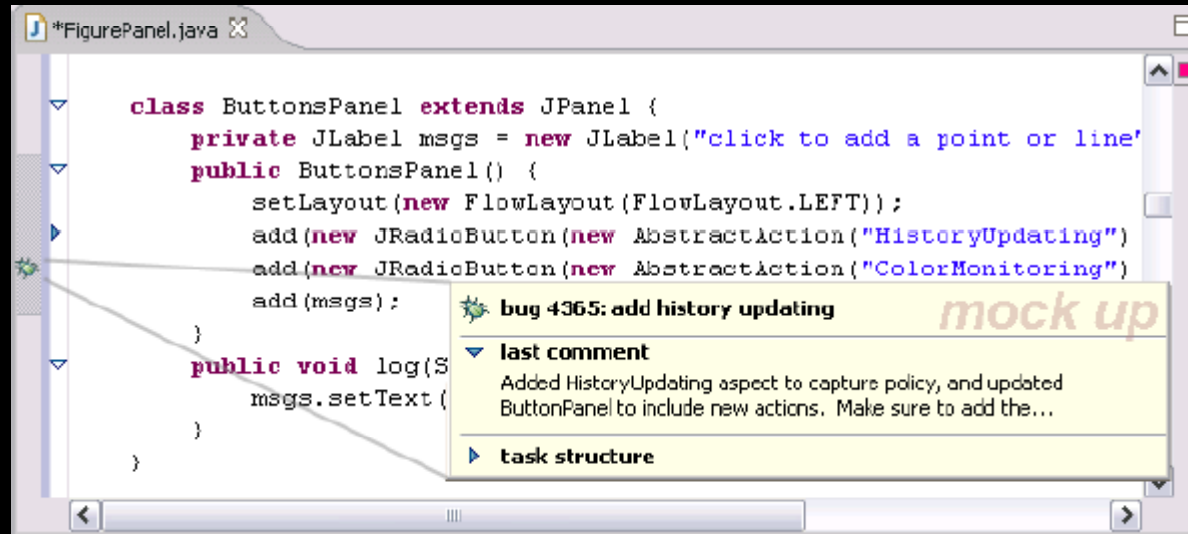 *FigurePanel.java
class ButtonsPanel extends JPanel {
private JLabel msgs = new JLabel("click to add a point or line"
public ButtonsPanel() {
setLayout(new FlowLayout(FlowLayout.LEFT));
add(new JRadioButton(new AbstractAction("HistoryUpdating")
add(new JRadioButton(new AbstractAction("ColorMonitoring")
add(msgs);
}
public void log(S
msgs.setText(
}
}
bug 4365: add history updating
mock up
last comment
Added HistoryUpdating aspect to capture policy, and updated
ButtonPanel to include new actions. Make sure to add the...
task structure